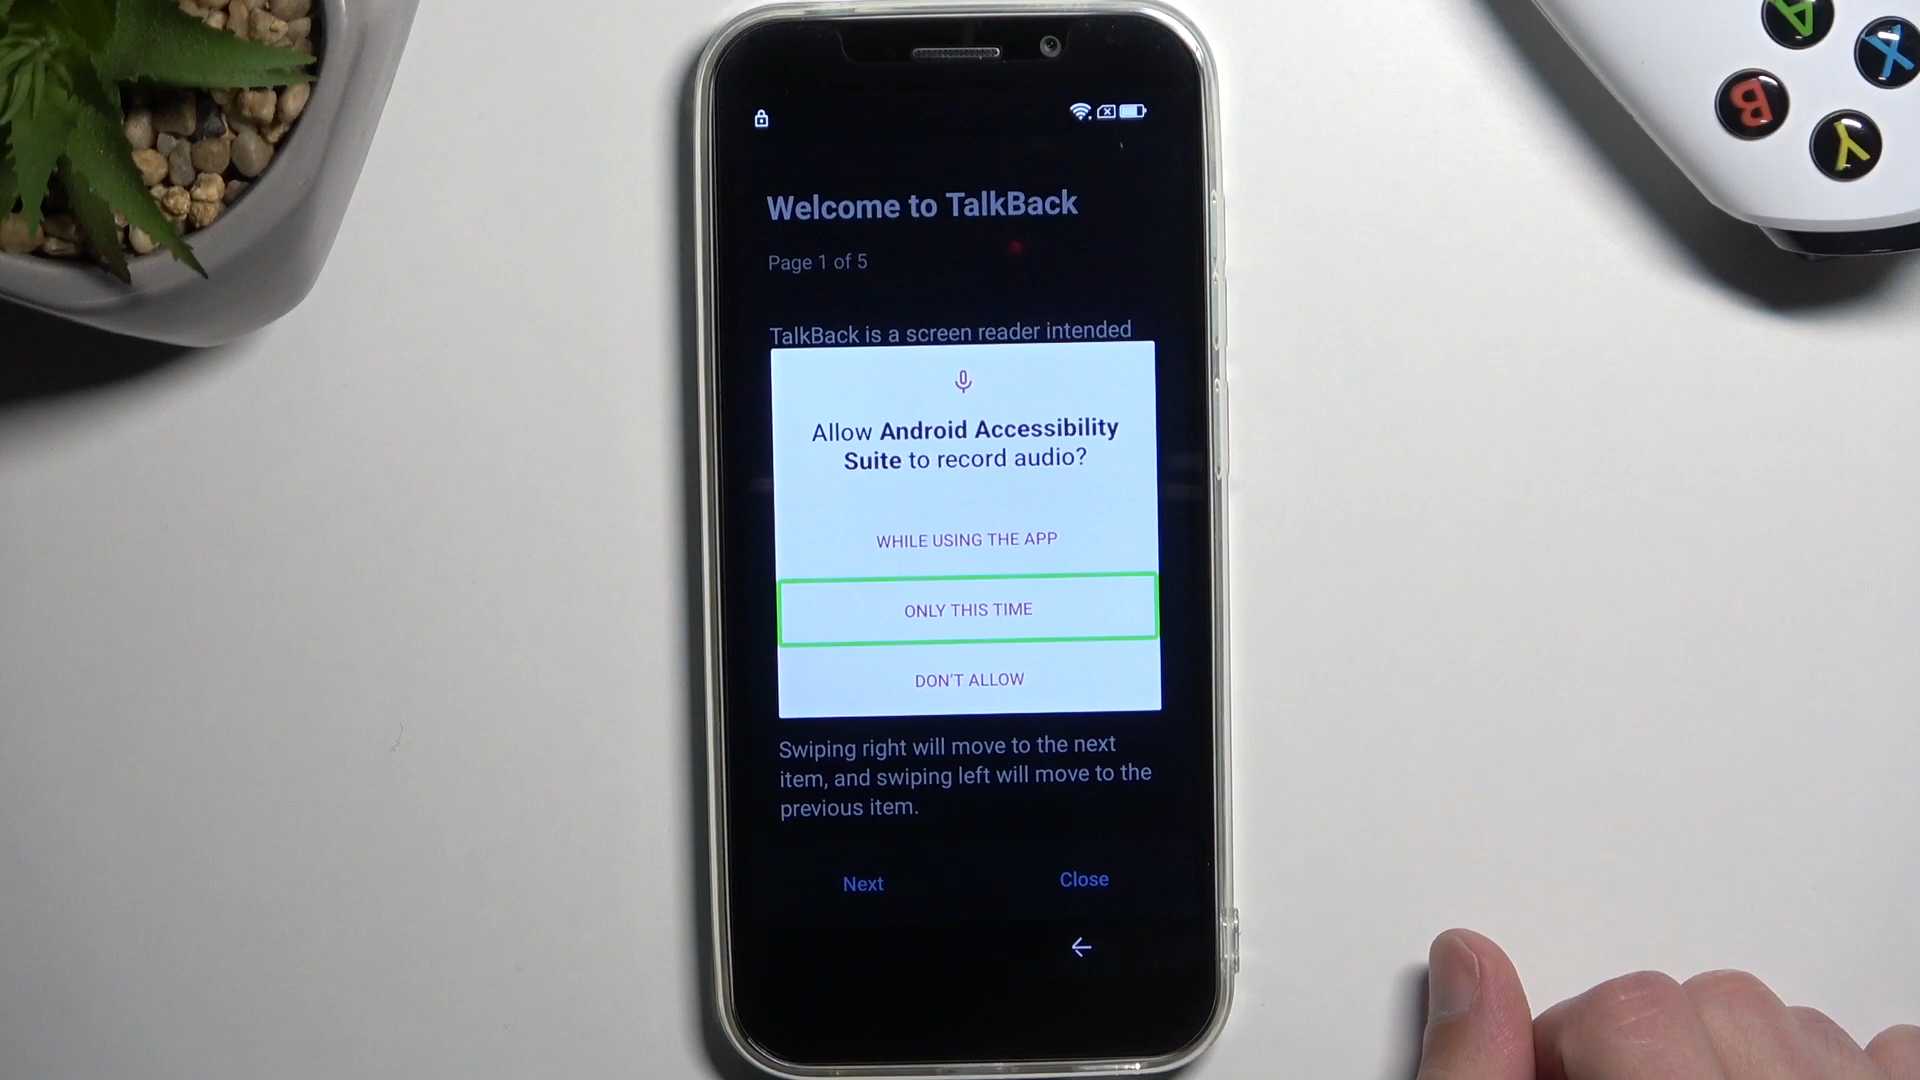 A
X
B
Y
Welcome to TalkBack
Page 1 of 5
TalkBack is a screen reader intended
Allow Android Accessibility
Suite to record audio?
WHILE USING THE APP
ONLY THIS TIME
DON'T ALLOW
Swiping right will move to the next
item, and swiping left will move to the
previous item.
Next
Close